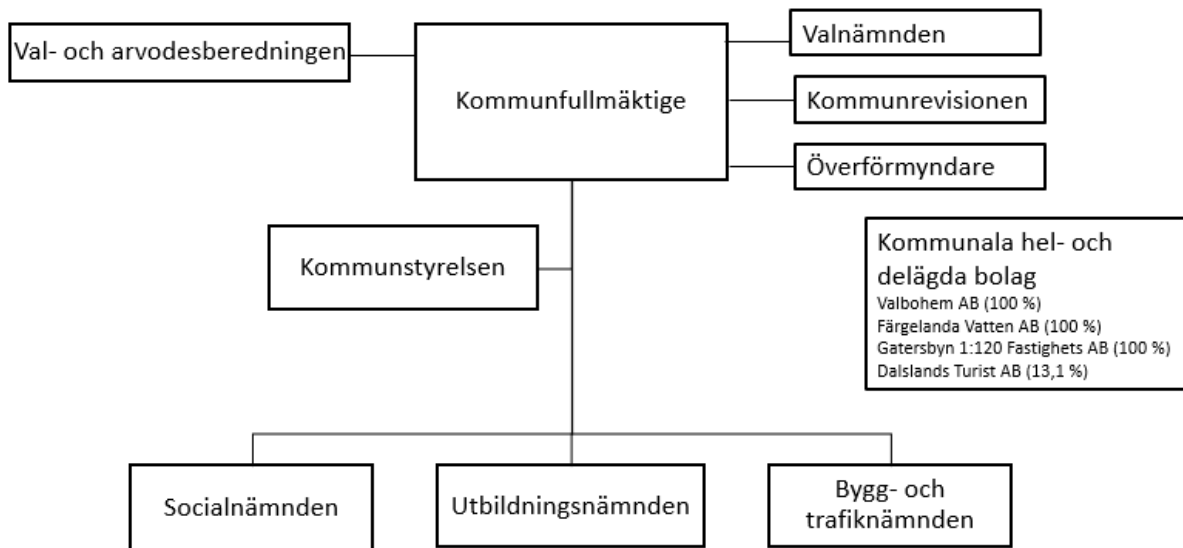 Val- och arvodesberedningen
Kommunfullmäktige
Valnämnden
Kommunrevisionen
Överförmyndare
Kommunstyrelsen
Kommunala hel- och
delägda bolag
Valbohem AB (100 %)
Färgelanda Vatten AB (100 %)
Gatersbyn 1:120 Fastighets AB (100 %)
Dalslands Turist AB (13,1 %)
Socialnämnden
Utbildningsnämnden
Bygg- och
trafiknämnden